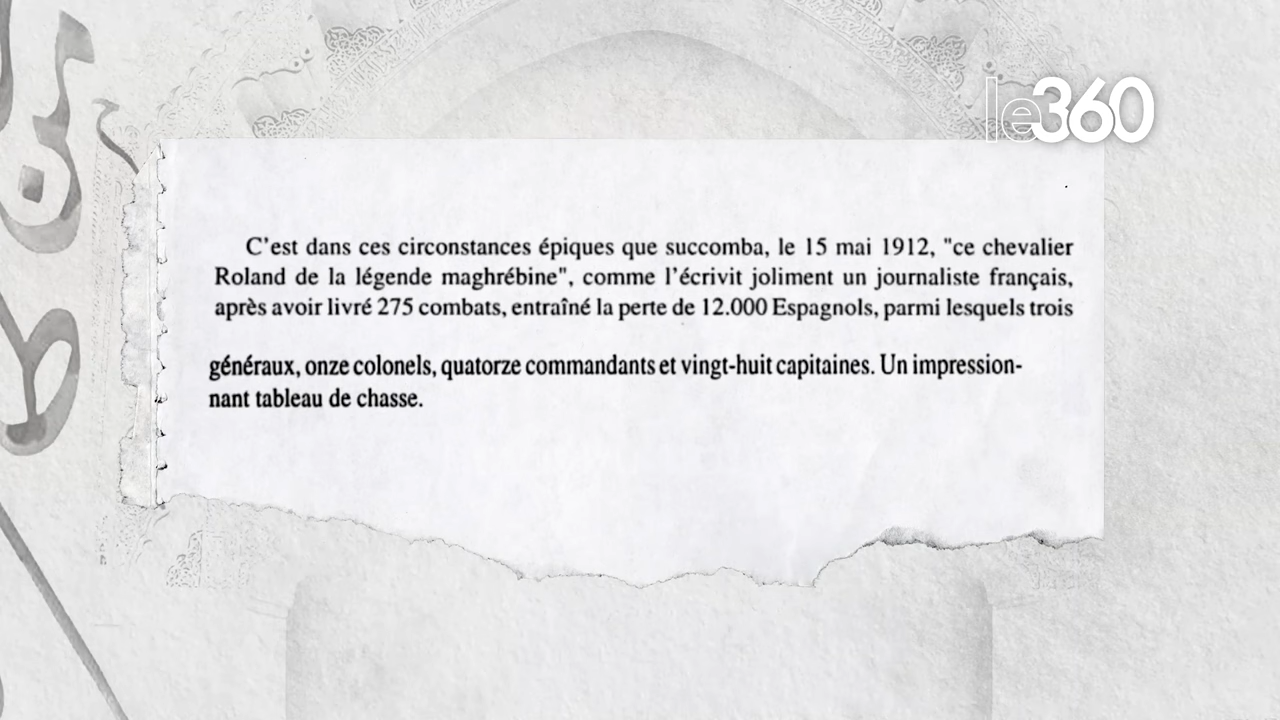 le360
C'est dans ces circonstances épiques que succomba, le 15 mai 1912, "ce chevalier
Roland de la légende maghrébine", comme l'écrivit joliment un journaliste français,
après avoir livré 275 combats, entraîné la perte de 12.000 Espagnols, parmi lesquels trois
généraux, onze colonels, quatorze commandants et vingt-huit capitaines. Un impression-
nant tableau de chasse.